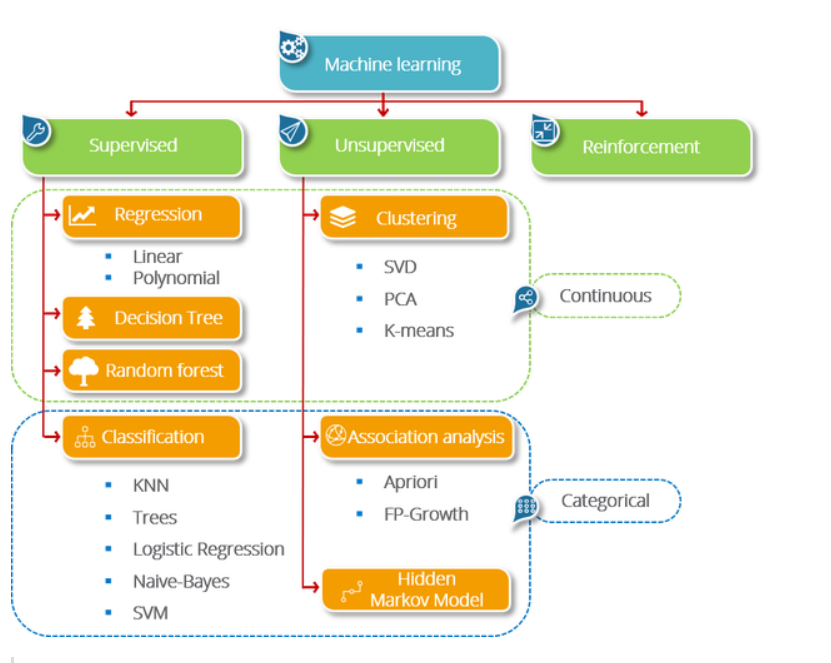 Machine learning
Supervised
Unsupervised
Reinforcement
Regression
Linear
Polynomial
Decision Tree
Random forest
Clustering
SVD
PCA
K-means
Continuous
Classification
KNN
Trees
Logistic Regression
Naive-Bayes
SVM
Association analysis
Apriori
FP-Growth
Hidden
Markov Model
Categorical